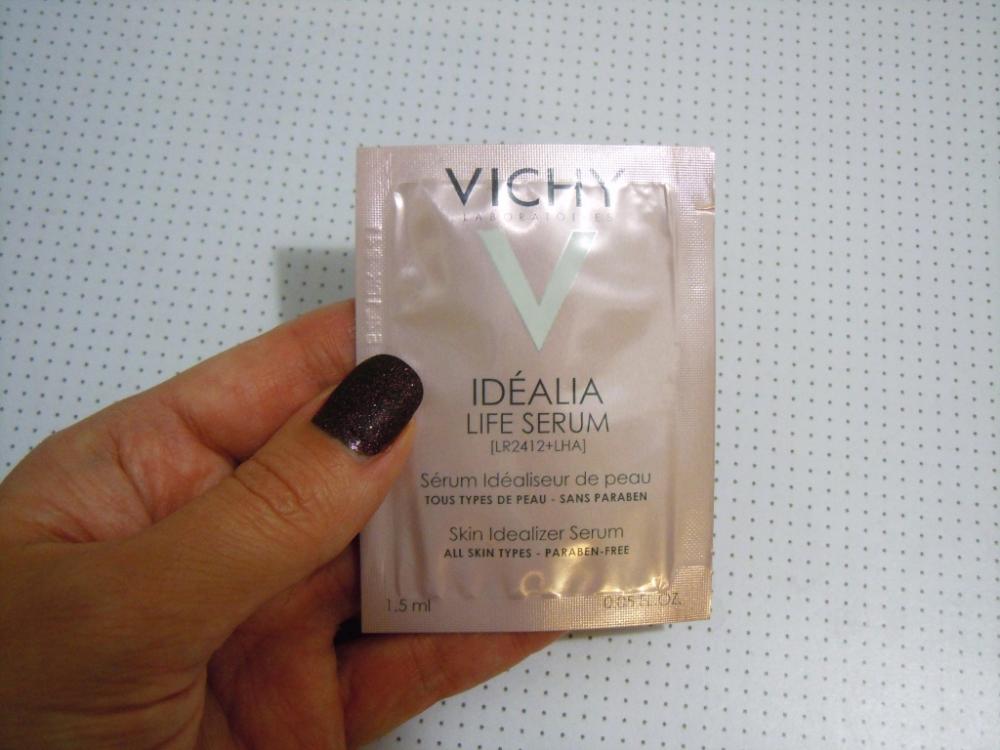 VICHY
LABORATOIRES
V
IDÉALIA
LIFE SERUM
[LR2412+LHA]
Sérum Idéaliseur de peau
TOUS TYPES DE PEAU - SANS PARABEN
Skin Idealizer Serum
ALL SKIN TYPES - PARABEN-FREE
1.5 ml 0.05 FL.OZ.